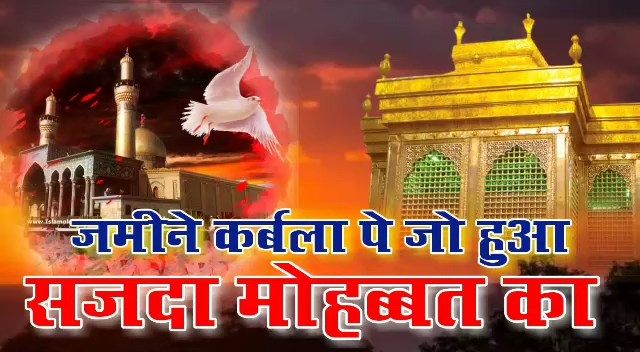 जमीने कर्बला पे जो हुआ
सजदा मोहब्बत का